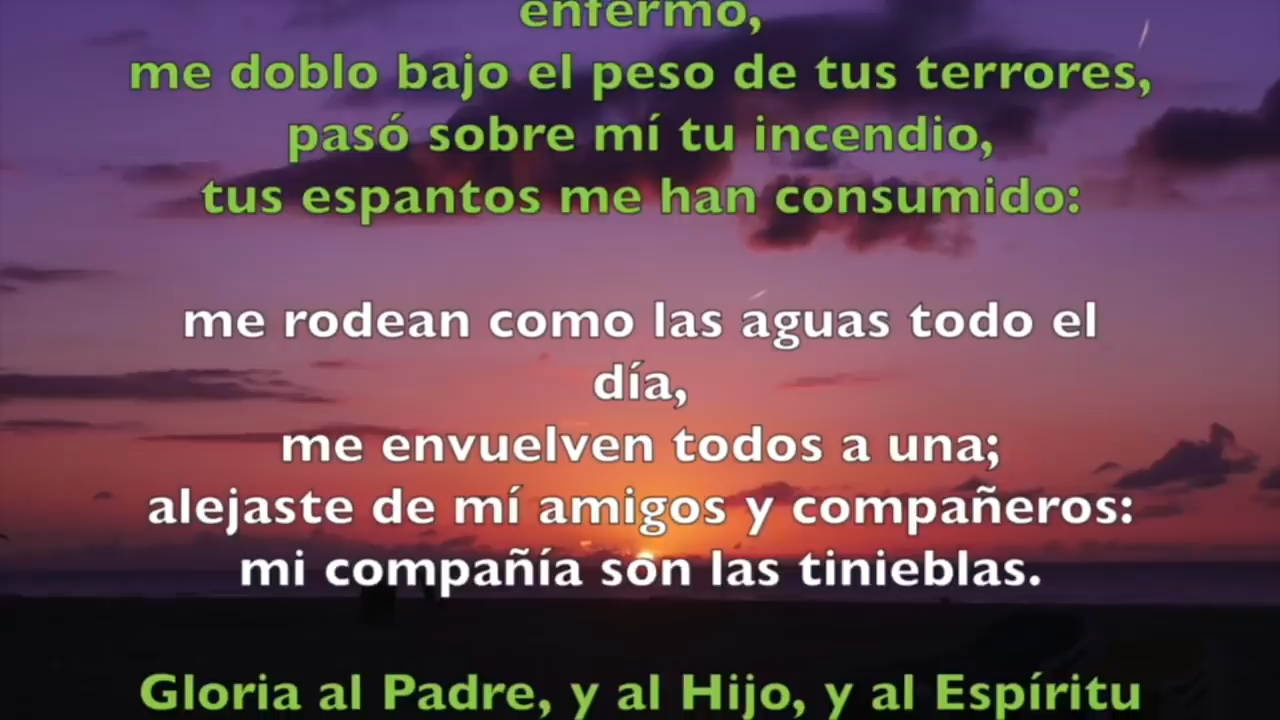 enfermo,
me doblo bajo el peso de tus terrores,
pasó sobre mí tu incendio,
tus espantos me han consumido:
me rodean como las aguas todo el
día,
me envuelven todos a una;
alejaste de mí amigos y compañeros:
mi compañía son las tinieblas.
Gloria al Padre, y al Hijo, y al Espíritu